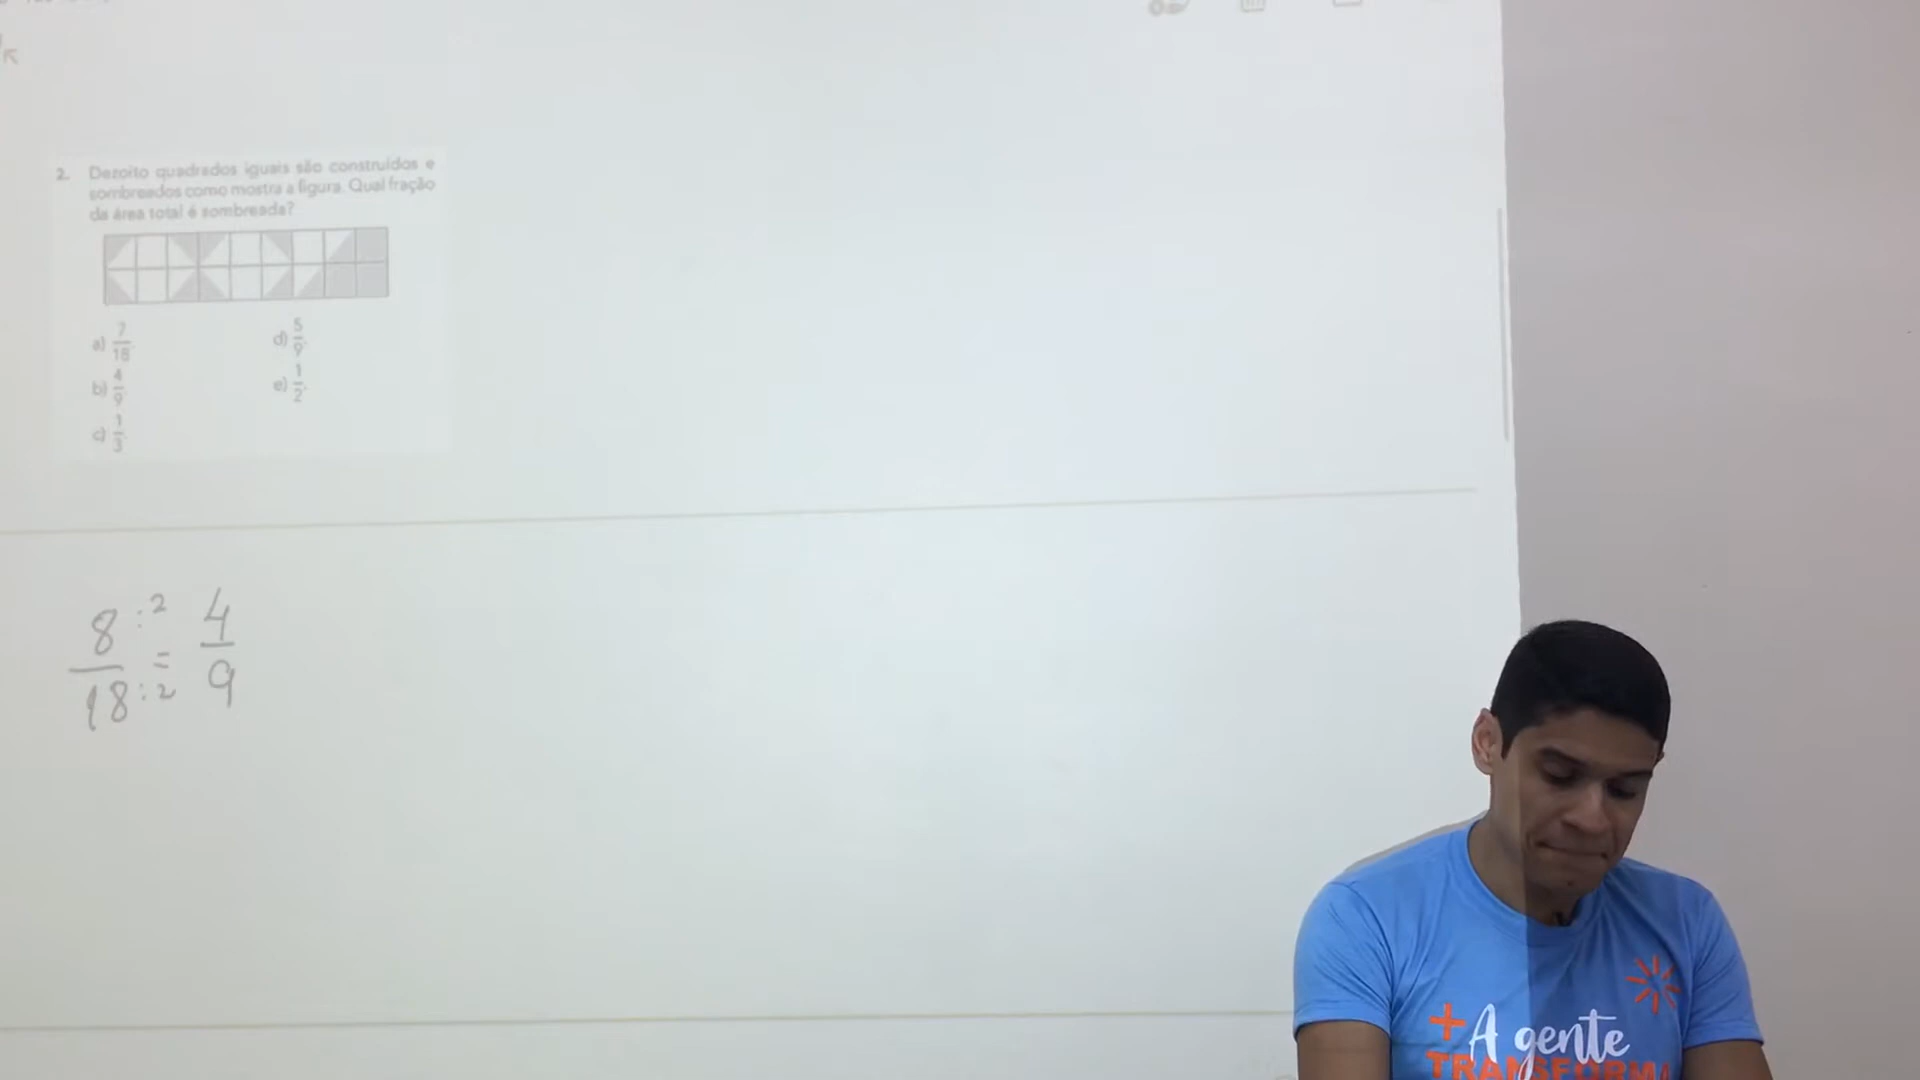 2. Dezoito quadrados iguais são construídos e
sombreados como mostra a figura. Qual fração
da área total é sombreada?
a) 7/18.
d) 5/9.
b) 4/9.
e) 1/2.
c) 1/3.
8 :2 = 4
18 :2 9
+ A gente
TRANSFORMA